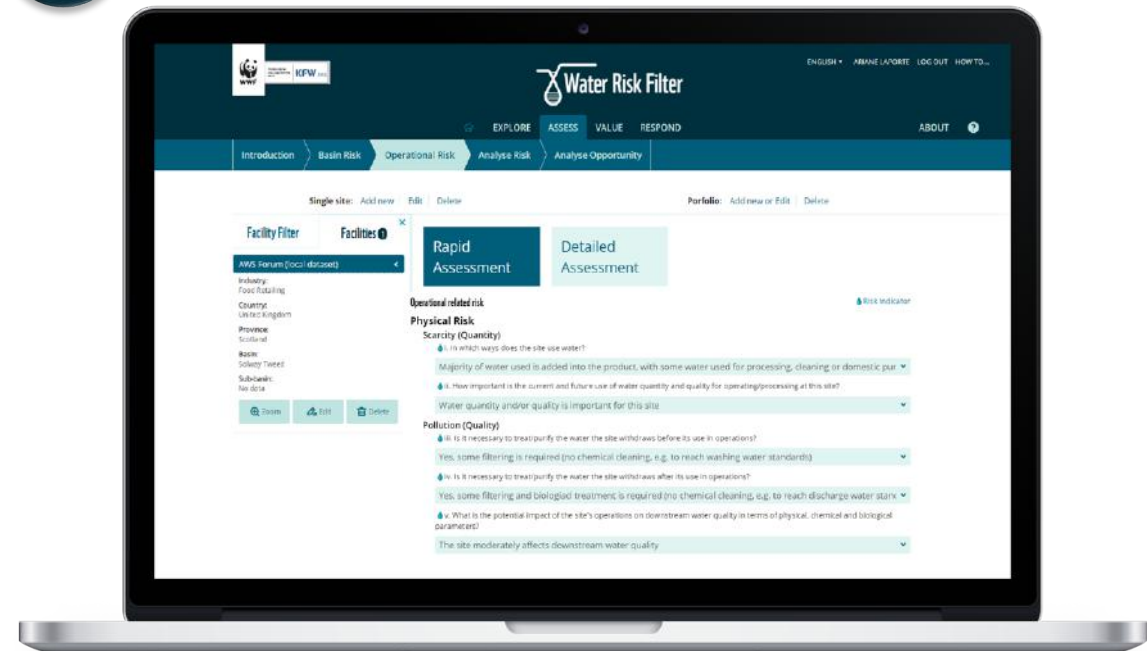 WWF
KFW
Water Risk Filter
ENGLISH
ARIANE LAPORTE
LOG OUT
HOW TO...
EXPLORE
ASSESS
VALUE
RESPOND
ABOUT
?
Introduction
Basin Risk
Operational Risk
Analyse Risk
Analyse Opportunity
Single site: Add new Edit Delete
Porfolio: Add new or Edit Delete
Facility Filter
Facilities
AWS Forum (local dataset)
Industry:
Food Retailing
Country:
United Kingdom
Province:
Scotland
Basin:
Solway Tweed
Sub-basin:
No data
Zoom
Edit
Delete
Rapid
Assessment
Detailed
Assessment
Operational related risk
Risk Indicator
Physical Risk
Scarcity (Quantity)
i. In which ways does the site use water?
Majority of water used is added into the product, with some water used for processing, cleaning or domestic pur
ii. How important is the current and future use of water quantity and quality for operating/processing at this site?
Water quantity and/or quality is important for this site
Pollution (Quality)
iii. Is it necessary to treat/purify the water the site withdraws before its use in operations?
Yes, some filtering is required (no chemical cleaning, e.g. to reach washing water standards)
iv. Is it necessary to treat/purify the water the site withdraws after its use in operations?
Yes, some filtering and biological treatment is required (no chemical cleaning, e.g. to reach discharge water stan
v. What is the potential impact of the site's operations on downstream water quality in terms of physical, chemical and biological
parameters?
The site moderately affects downstream water quality